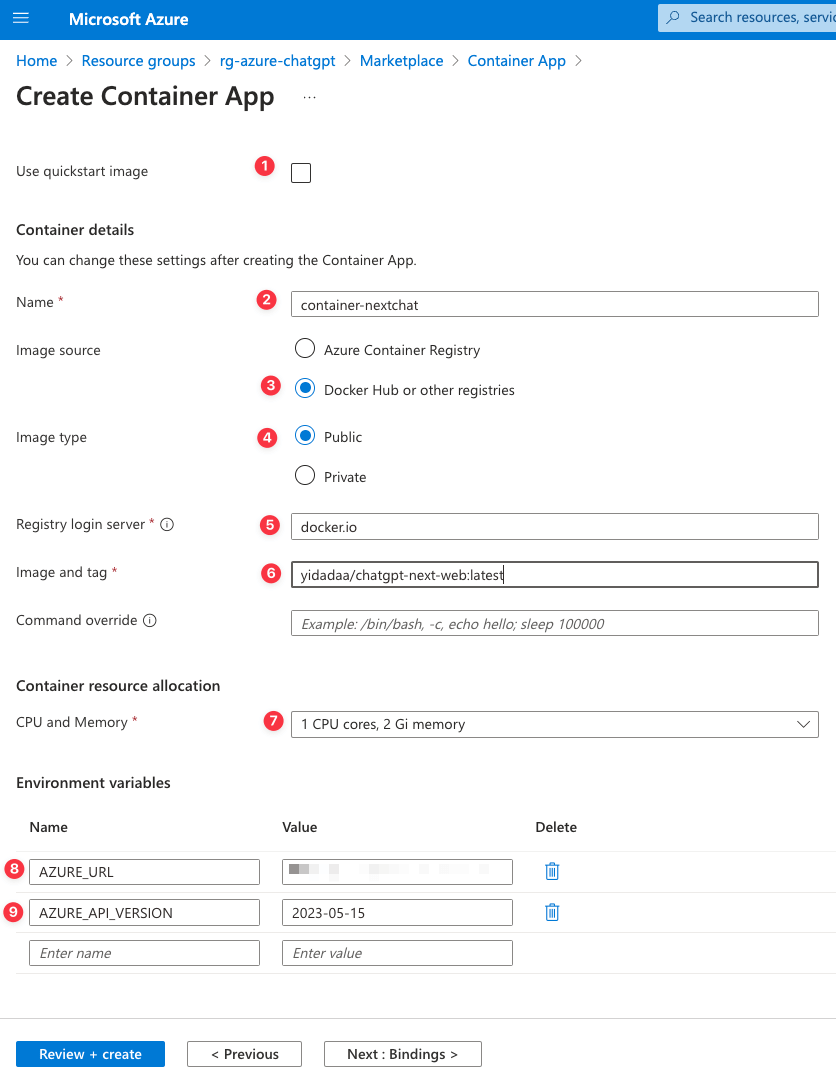 Microsoft Azure
Search resources, servic
Home > Resource groups > rg-azure-chatgpt > Marketplace > Container App >
Create Container App ...
Use quickstart image 1
Container details
You can change these settings after creating the Container App.
Name * 2 container-nextchat
Image source Azure Container Registry
3 Docker Hub or other registries
Image type 4 Public
Private
Registry login server * 5 docker.io
Image and tag * 6 yidadaa/chatgpt-next-web:latest
Command override Example: /bin/bash, -c, echo hello; sleep 100000
Container resource allocation
CPU and Memory * 7 1 CPU cores, 2 Gi memory
Environment variables
Name Value Delete
8 AZURE_URL
9 AZURE_API_VERSION 2023-05-15
Enter name Enter value
Review + create < Previous Next : Bindings >